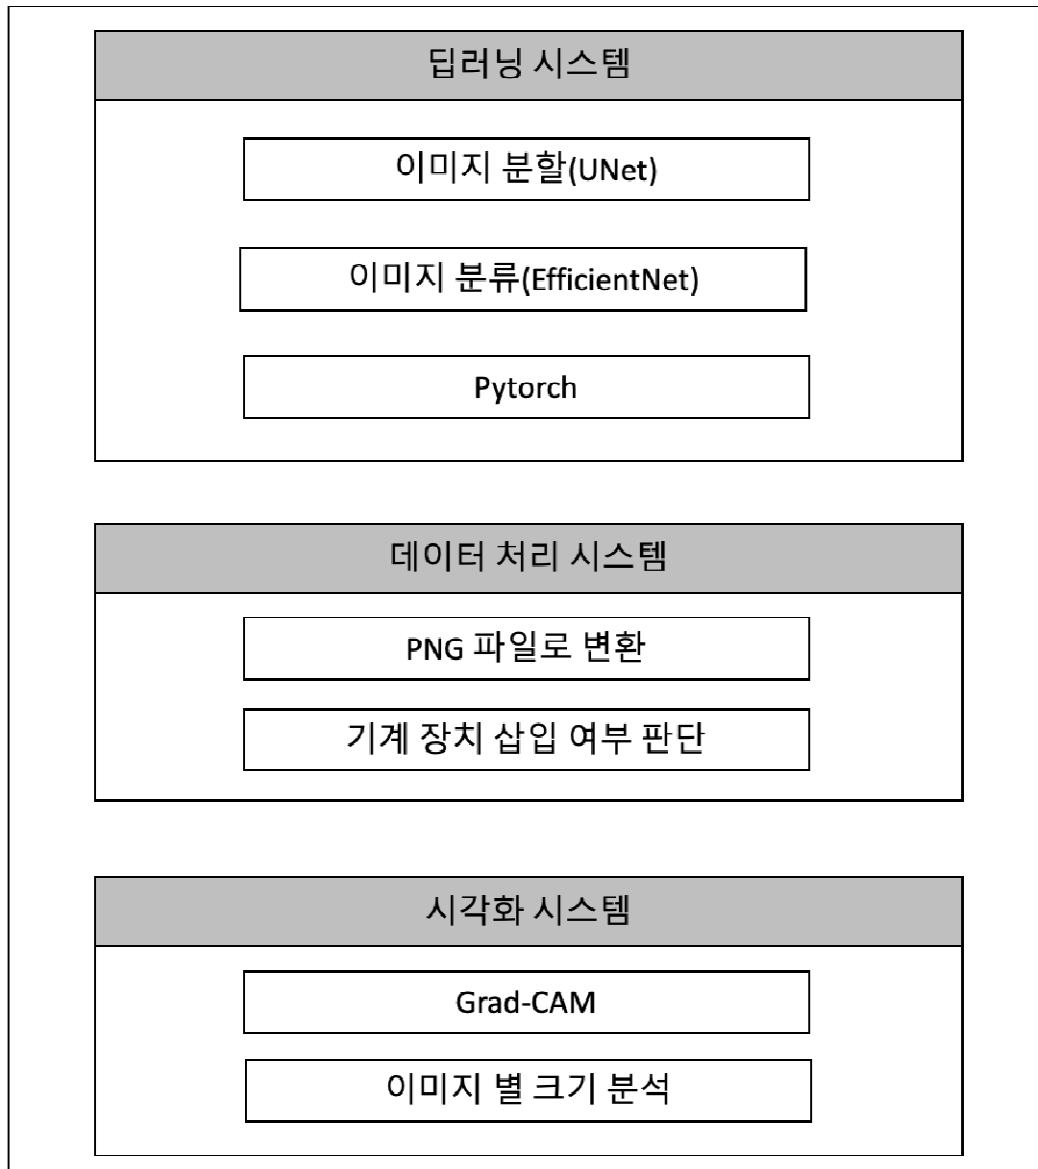 딥러닝 시스템
이미지 분할(UNet)
이미지 분류(EfficientNet)
Pytorch
데이터 처리 시스템
PNG 파일로 변환
기계 장치 삽입 여부 판단
시각화 시스템
Grad-CAM
이미지 별 크기 분석